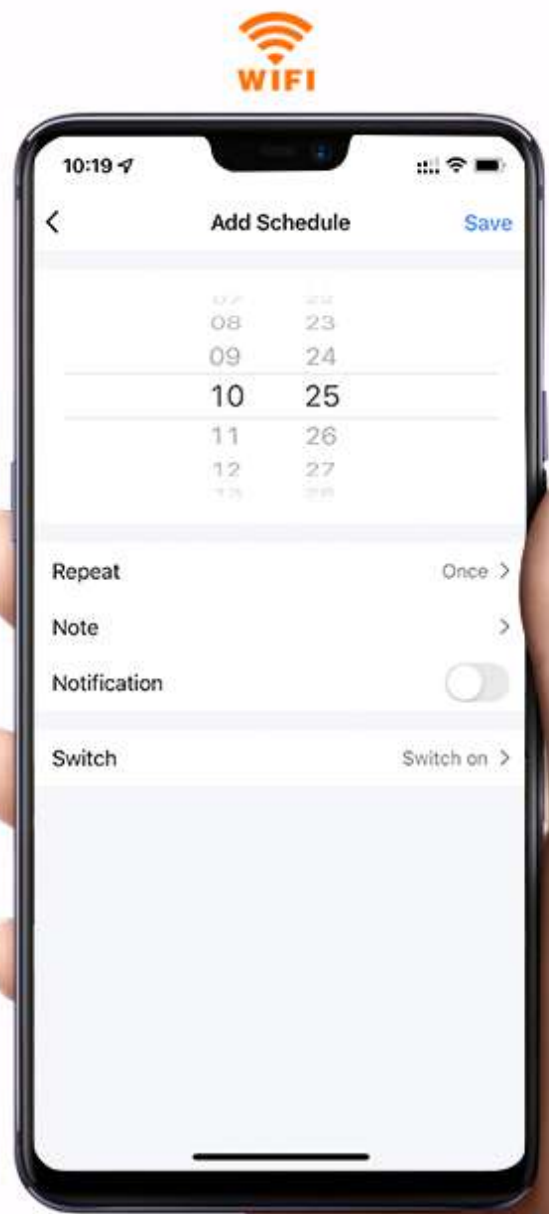 WIFI
10:19
Add Schedule Save
08 23
09 24
10 25
11 26
12 27
Repeat Once
Note
Notification
Switch Switch on